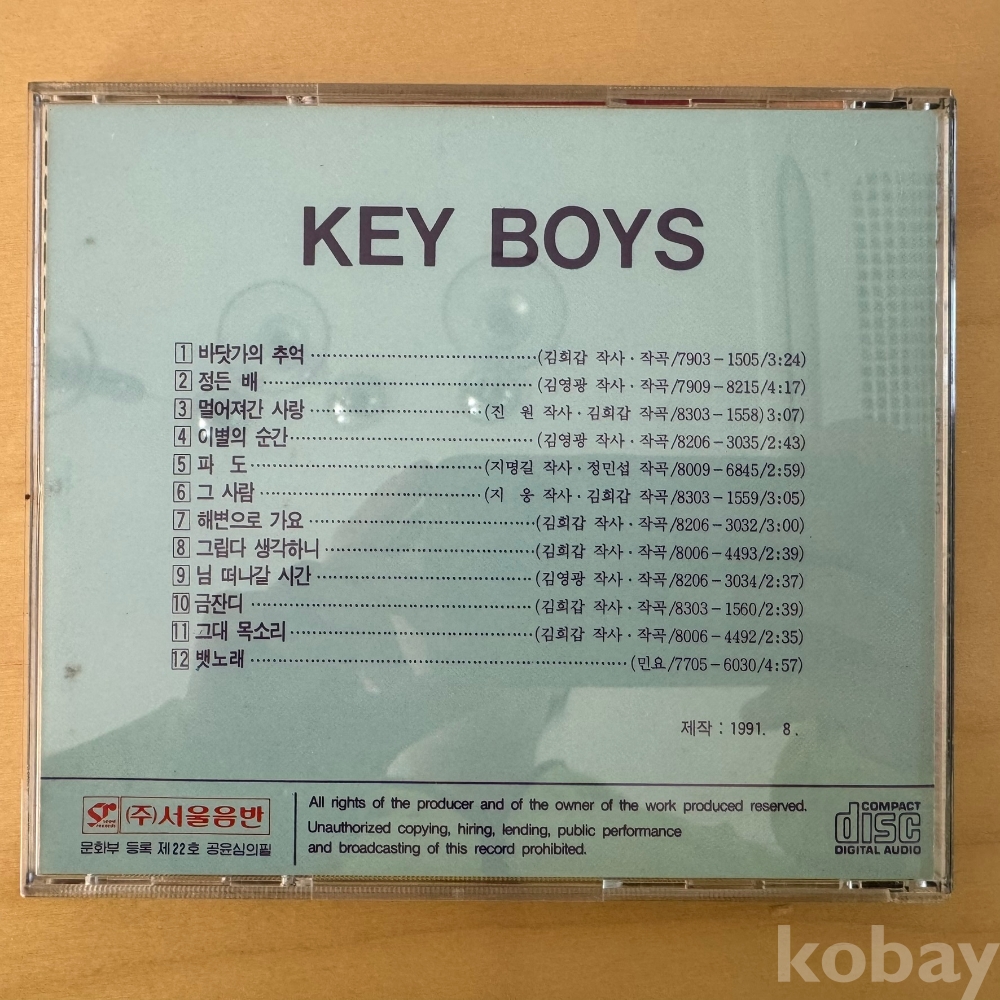 KEY BOYS
1 바닷가의 추억 (김희갑 작사·작곡/7903-1505/3:24)
2 정든 배 (김영광 작사·작곡/7909-8215/4:17)
3 멀어져간 사랑 (진 원 작사·김희갑 작곡/8303-1558)3:07)
4 이별의 순간 (김영광 작사·작곡/8206-3035/2:43)
5 파 도 (지명길 작사·정민섭 작곡/8009-6845/2:59)
6 그 사람 (지 웅 작사·김희갑 작곡/8303-1559/3:05)
7 해변으로 가요 (김희갑 작사·작곡/8206-3032/3:00)
8 그립다 생각하니 (김희갑 작사·작곡/8006-4493/2:39)
9 님 떠나갈 시간 (김영광 작사·작곡/8206-3034/2:37)
10 금잔디 (김희갑 작사·작곡/8303-1560/2:39)
11 그대 목소리 (김희갑 작사·작곡/8006-4492/2:35)
12 뱃노래 (민요/7705-6030/4:57)
제작 : 1991. 8.
(주)서울음반
문화부 등록 제22호 공윤심의필
All rights of the producer and of the owner of the work produced reserved.
Unauthorized copying, hiring, lending, public performance
and broadcasting of this record prohibited.
COMPACT
disc
DIGITAL AUDIO
kobay